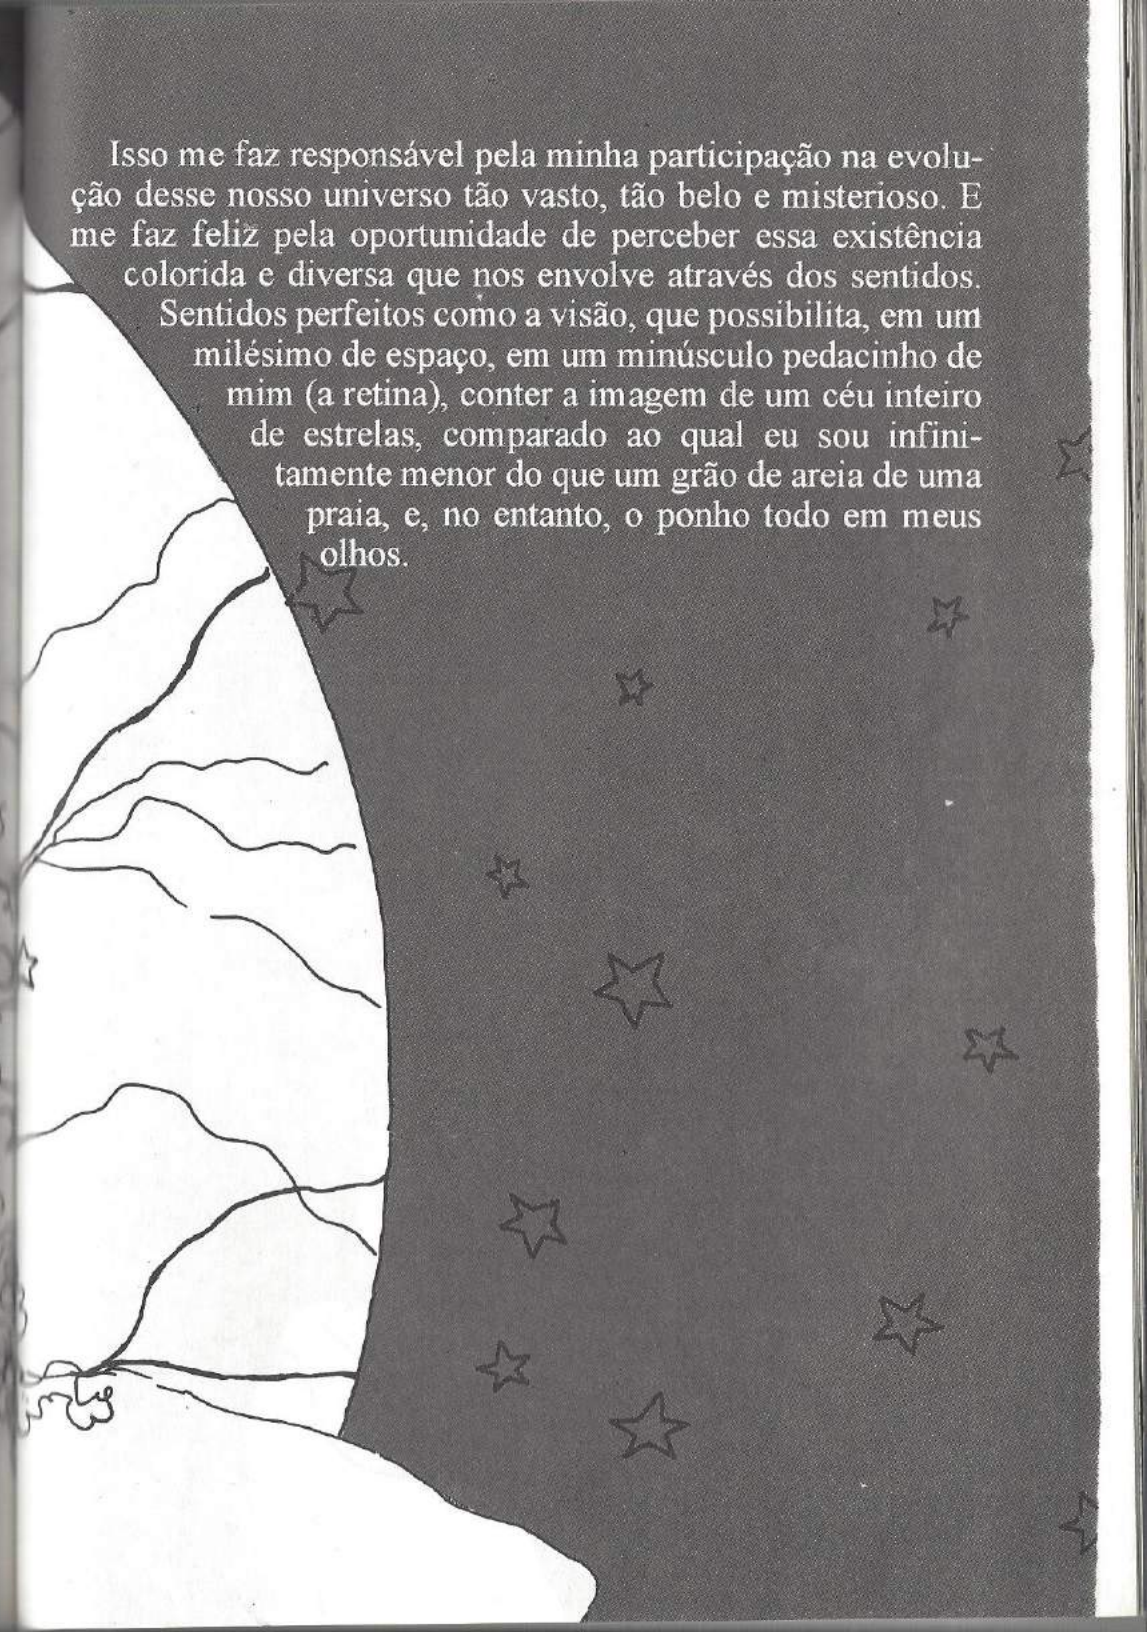 Isso me faz responsável pela minha participação na evolu-
ção desse nosso universo tão vasto, tão belo e misterioso. E
me faz feliz pela oportunidade de perceber essa existência
colorida e diversa que nos envolve através dos sentidos.
Sentidos perfeitos como a visão, que possibilita, em um
milésimo de espaço, em um minúsculo pedacinho de
mim (a retina), conter a imagem de um céu inteiro
de estrelas, comparado ao qual eu sou infini-
tamente menor do que um grão de areia de uma
praia, e, no entanto, o ponho todo em meus
olhos.